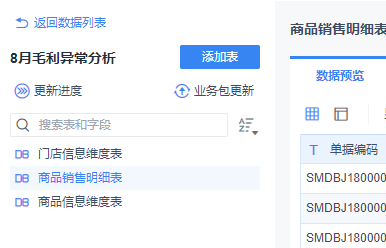 返回数据列表
8月毛利异常分析
添加表
更新进度
业务包更新
搜索表和字段
DB 门店信息维度表
DB 商品销售明细表
DB 商品信息维度表
商品销售明细表
数据预览
T 单据编码
SMDBJ180000
SMDBJ180000
SMDBJ180000